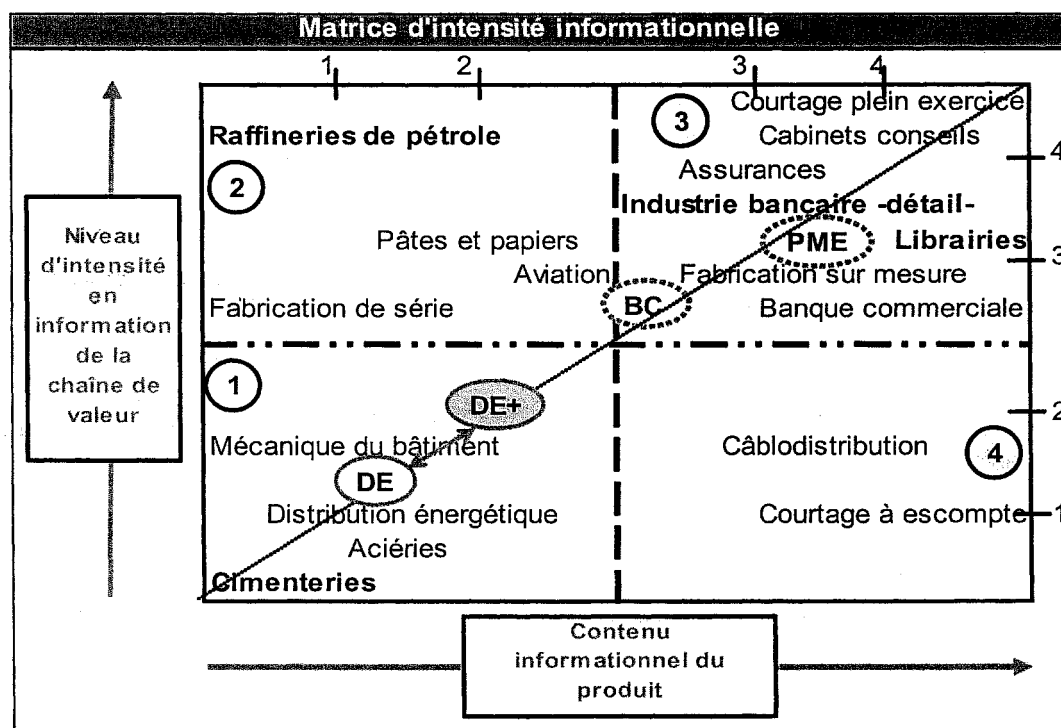 Matrice d'intensité informationnelle
1 2 3 4
3 Courtage plein exercice
Raffineries de pétrole Cabinets conseils
4
2 Assurances
Industrie bancaire -détail-
Niveau
d'intensité
en
information
de la
chaîne de
valeur
Pâtes et papiers PME Librairies
3
Aviation Fabrication sur mesure
Fabrication de série BC Banque commerciale
1
DE+
2
Mécanique du bâtiment Câblodistribution 4
DE
Distribution énergétique Courtage à escompte 1
Aciéries
Cimenteries
Contenu
informationnel du
produit